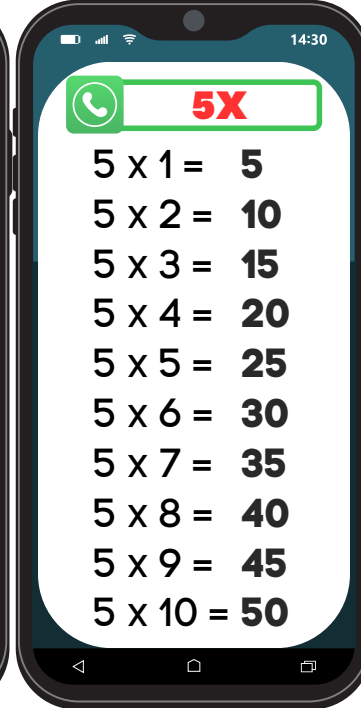 14:30
5X
5 x 1 = 5
5 x 2 = 10
5 x 3 = 15
5 x 4 = 20
5 x 5 = 25
5 x 6 = 30
5 x 7 = 35
5 x 8 = 40
5 x 9 = 45
5 x 10 = 50